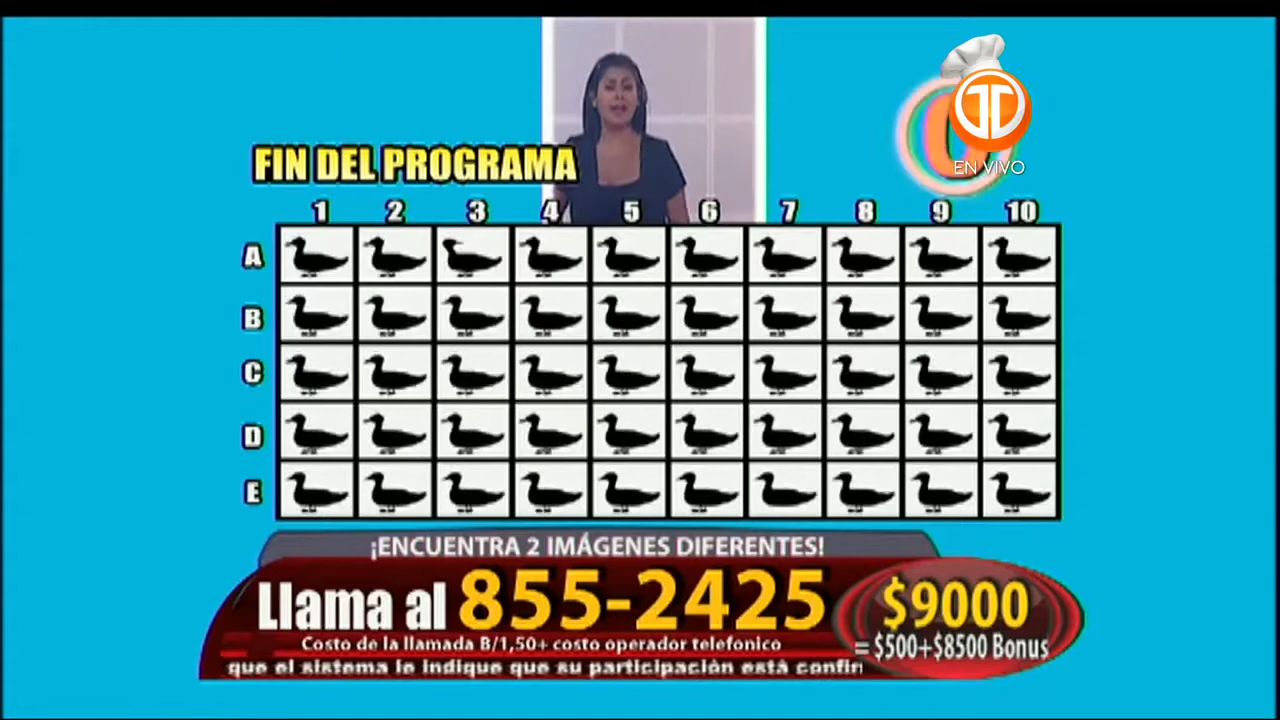 EN VIVO
FIN DEL PROGRAMA
1 2 3 4 5 6 7 8 9 10
A
B
C
D
E
¡ENCUENTRA 2 IMÁGENES DIFERENTES!
Llama al 855-2425
$9000
Costo de la llamada B/1,50+ costo operador telefonico
= $500+$8500 Bonus
que el sistema le indique que su participación está confir